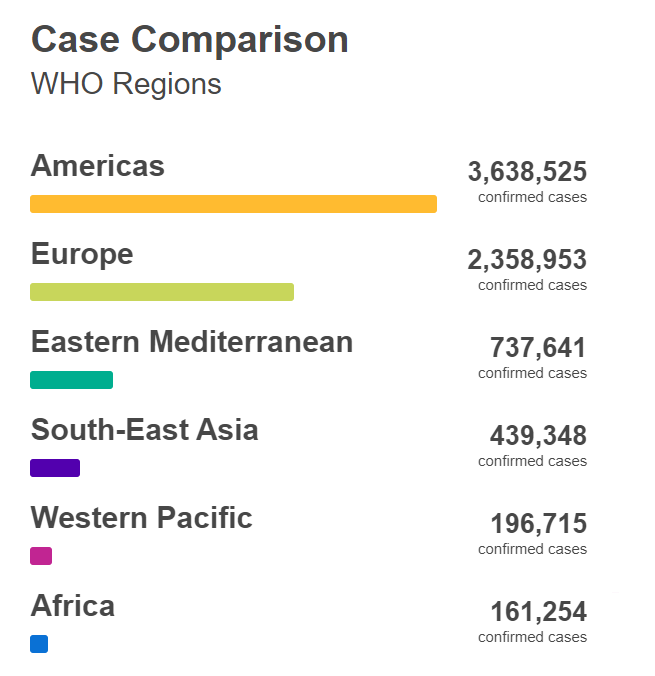 Case Comparison
WHO Regions
Americas
3,638,525
confirmed cases
Europe
2,358,953
confirmed cases
Eastern Mediterranean
737,641
confirmed cases
South-East Asia
439,348
confirmed cases
Western Pacific
196,715
confirmed cases
Africa
161,254
confirmed cases